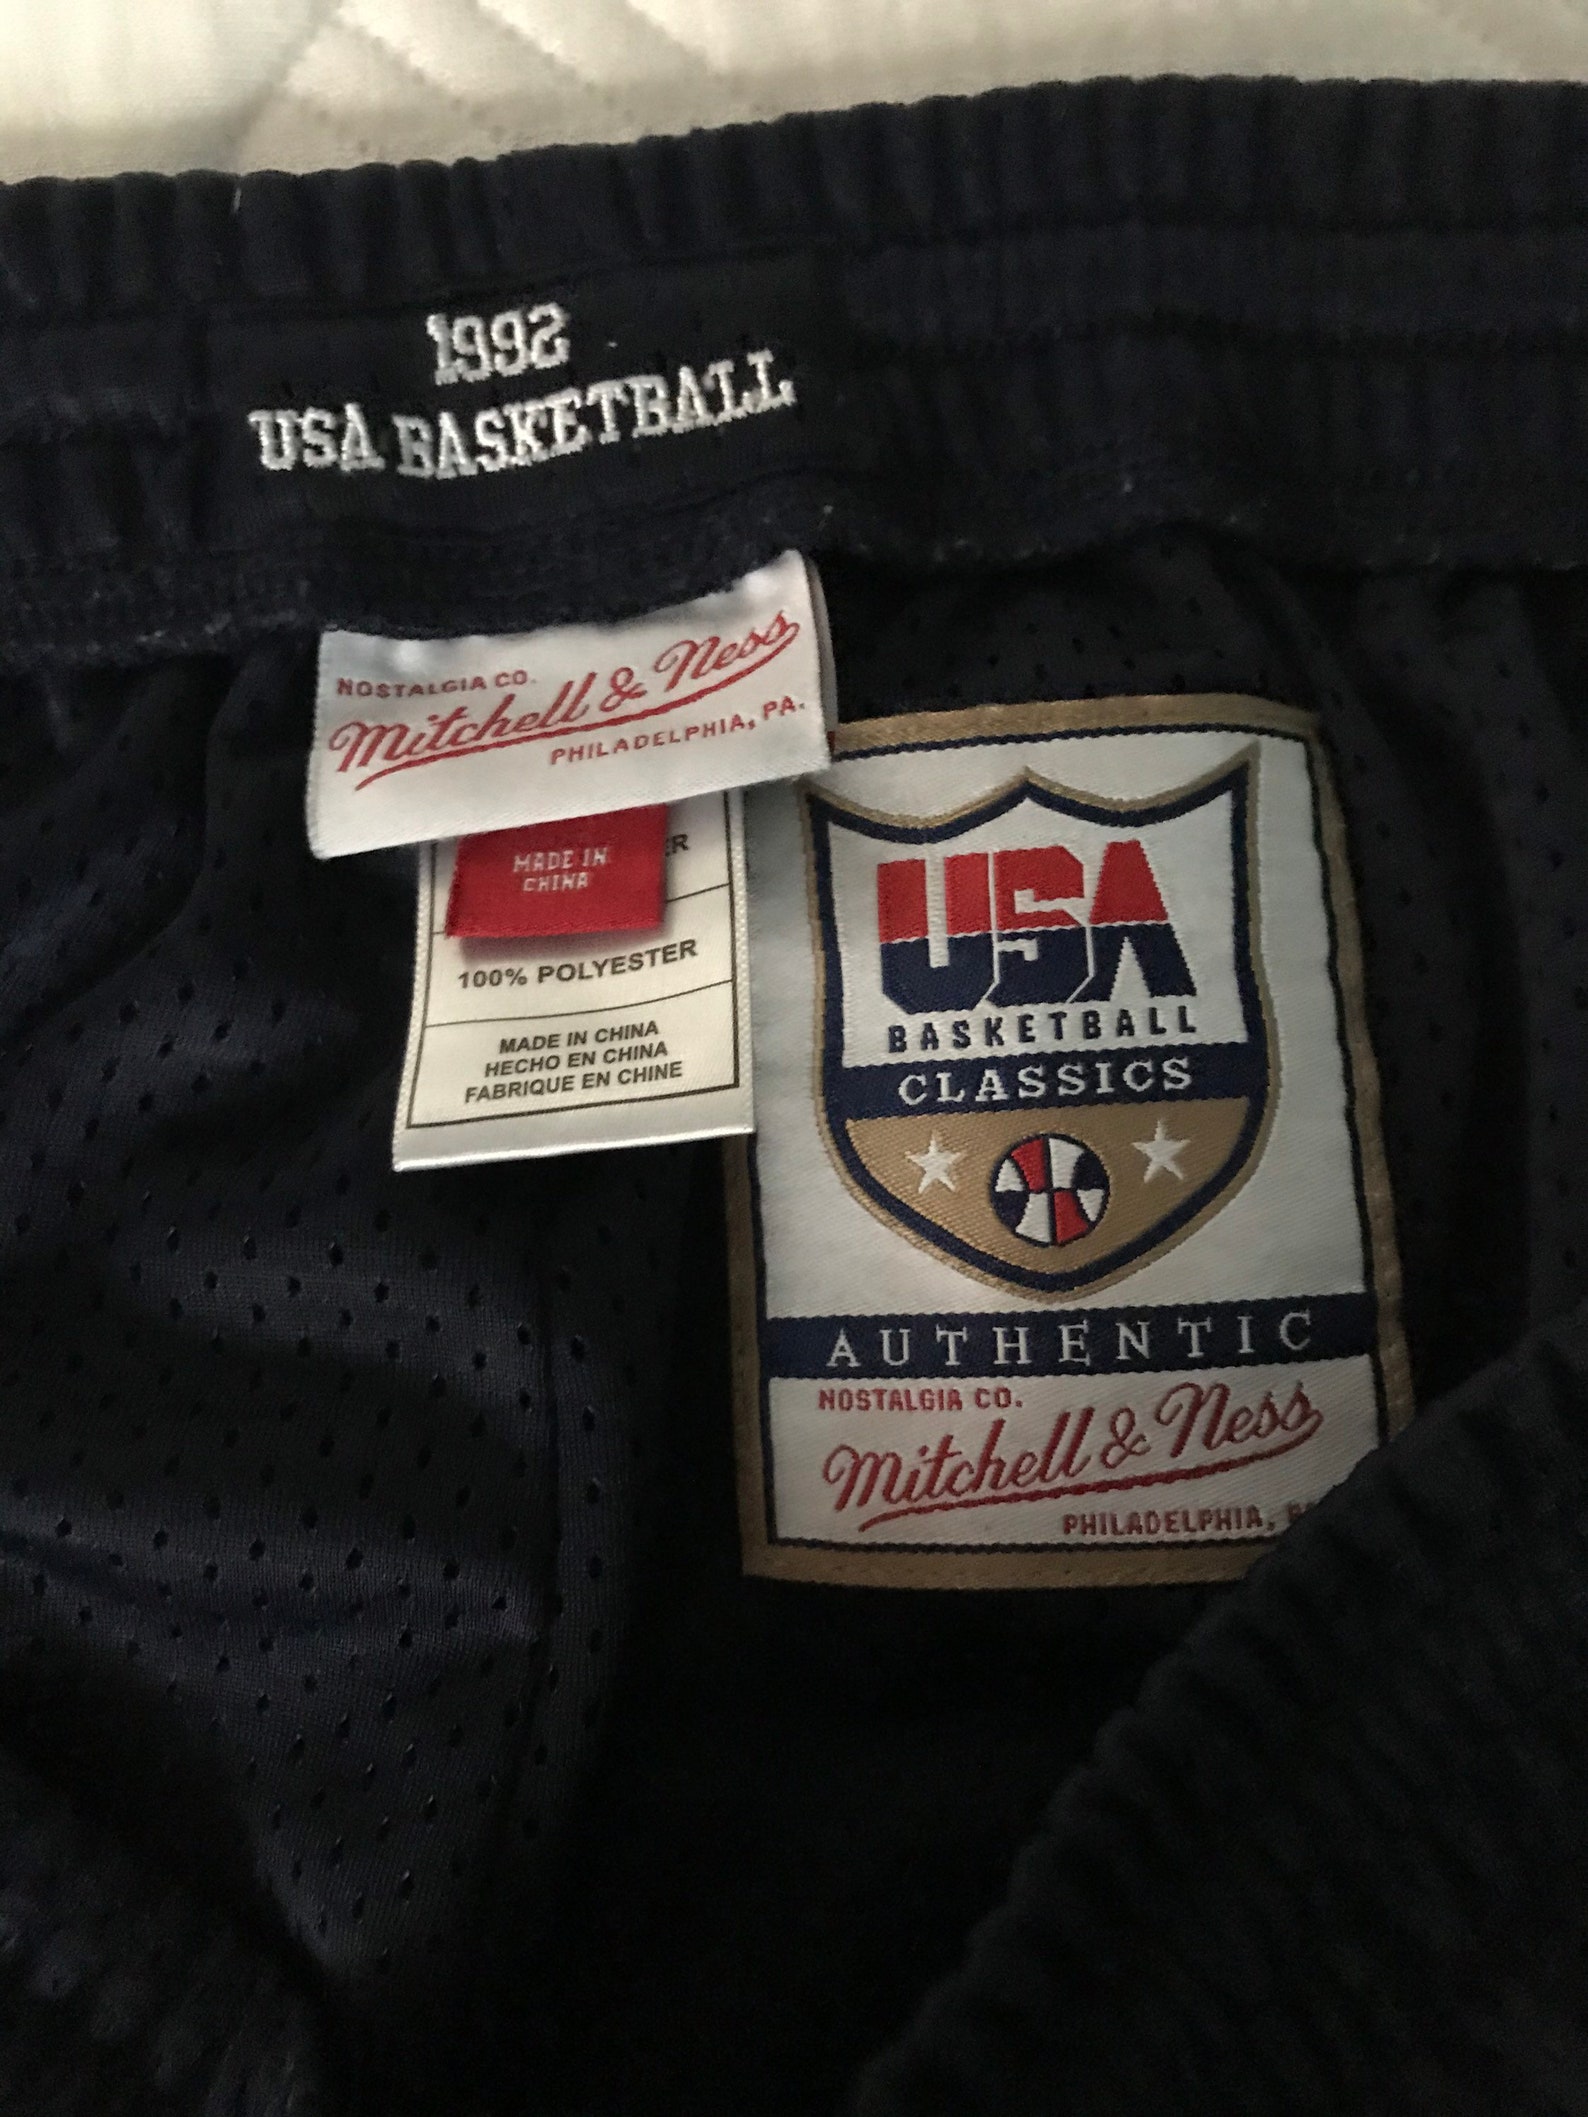 1992
USA BASKETBALL
NOSTALGIA CO.
Mitchell & Ness
PHILADELPHIA, PA.
MADE IN
CHINA
100% POLYESTER
MADE IN CHINA
HECHO EN CHINA
FABRIQUE EN CHINE
USA
BASKETBALL
CLASSICS
AUTHENTIC
NOSTALGIA CO.
Mitchell & Ness
PHILADELPHIA,